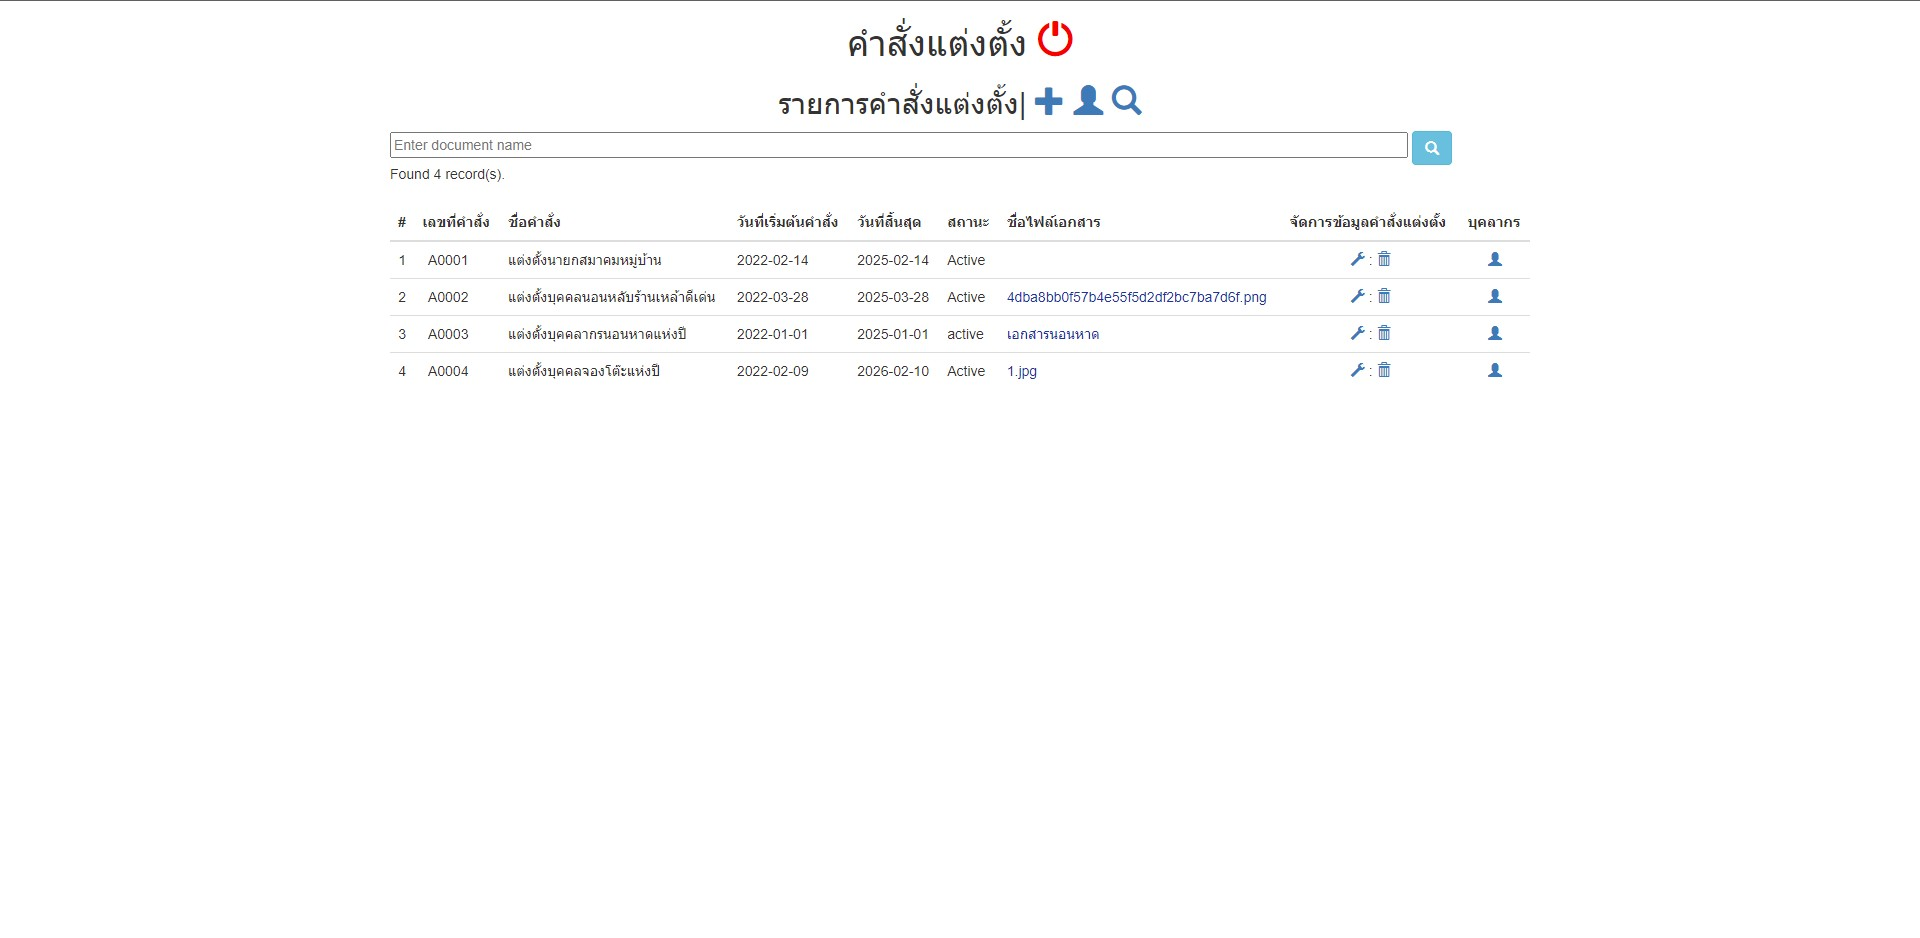 คำสั่งแต่งตั้ง
รายการคำสั่งแต่งตั้ง|
Enter document name
Found 4 record(s).
# เลขที่คำสั่ง ชื่อคำสั่ง วันที่เริ่มต้นคำสั่ง วันที่สิ้นสุด สถานะ ชื่อไฟล์เอกสาร จัดการข้อมูลคำสั่งแต่งตั้ง บุคลากร
1 A0001 แต่งตั้งนายกสมาคมหมู่บ้าน 2022-02-14 2025-02-14 Active :
2 A0002 แต่งตั้งบุคคลนอนหลับร้านเหล้าดีเด่น 2022-03-28 2025-03-28 Active 4dba8bb0f57b4e55f5d2df2bc7ba7d6f.png :
3 A0003 แต่งตั้งบุคคลากรนอนหาดแห่งปี 2022-01-01 2025-01-01 active เอกสารนอนหาด :
4 A0004 แต่งตั้งบุคคลจองโต๊ะแห่งปี 2022-02-09 2026-02-10 Active 1.jpg :